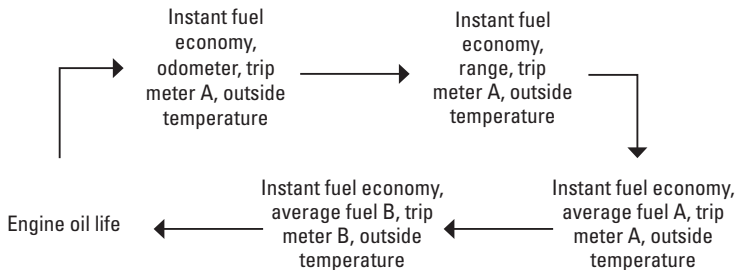 Instant fuel
economy,
odometer, trip
meter A, outside
temperature
Instant fuel
economy,
range, trip
meter A, outside
temperature
Instant fuel economy,
average fuel A, trip
meter A, outside
temperature
Instant fuel economy,
average fuel B, trip
meter B, outside
temperature
Engine oil life